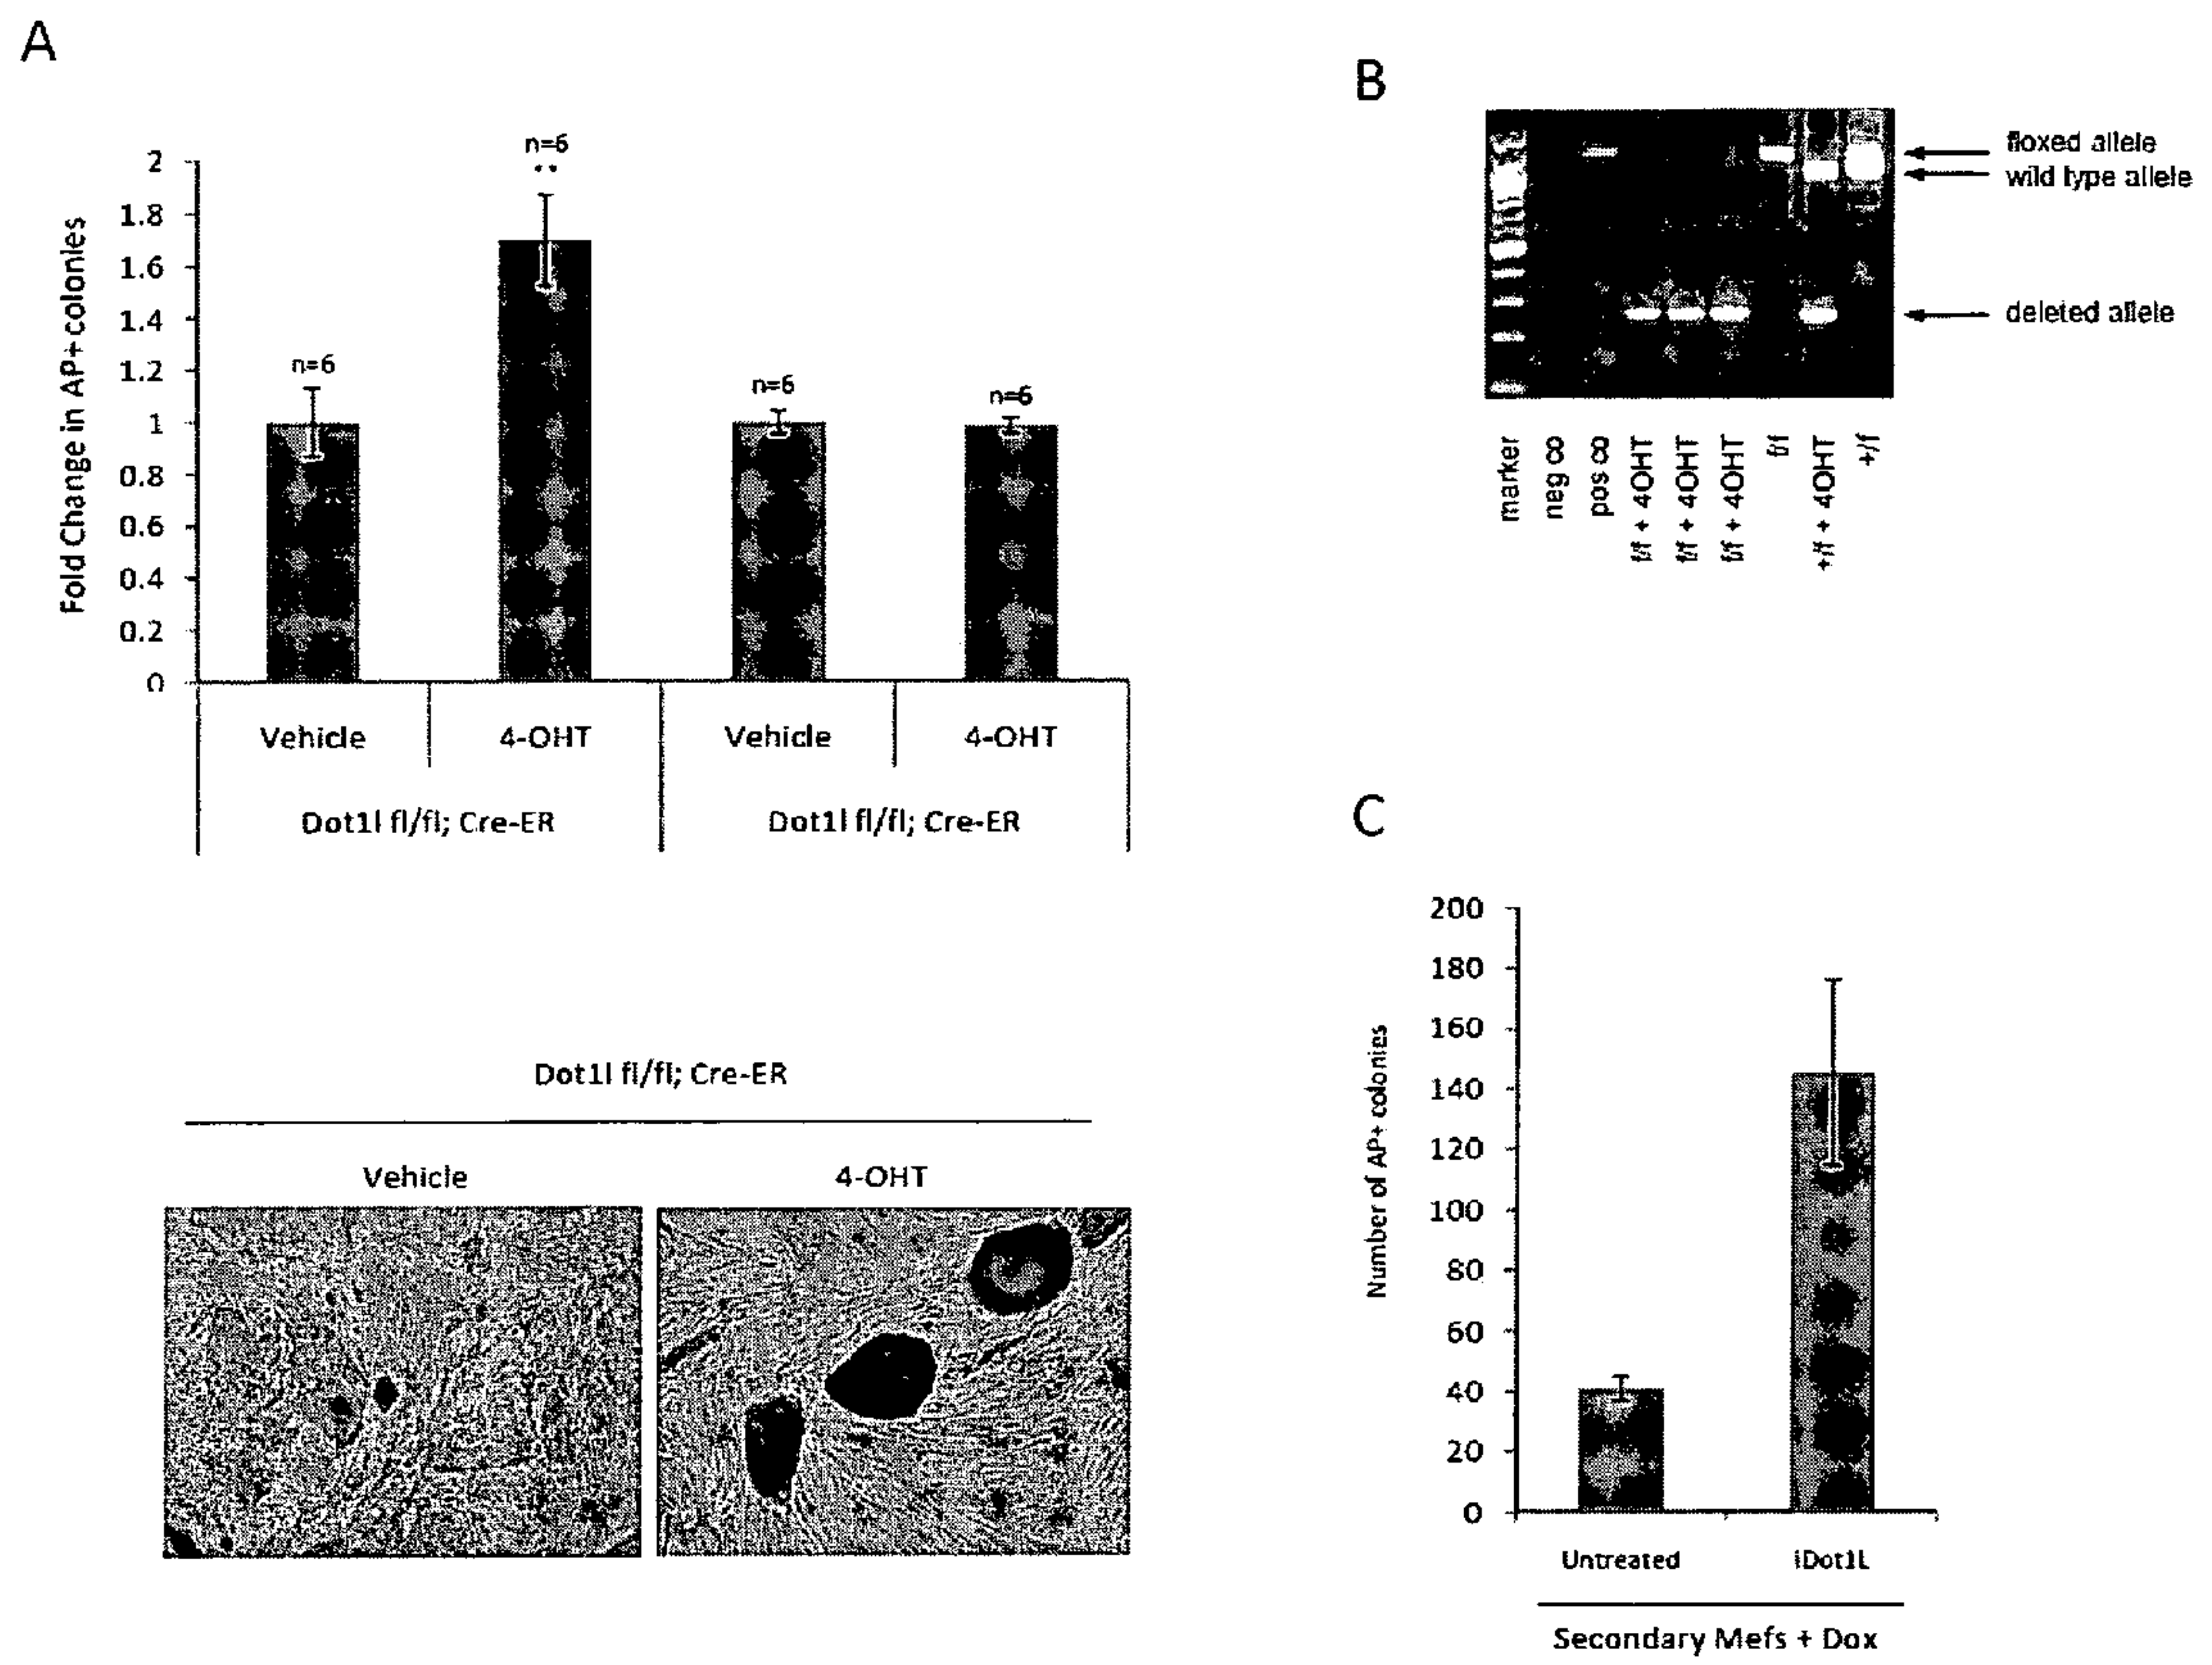 A
n=6
**
n=6
n=6
n=6
2
1.8
1.6
1.4
1.2
1
0.8
0.6
0.4
0.2
0
Fold Change in AP+ colonies
Vehicle
4-OHT
Vehicle
4-OHT
Dot1l fl/fl; Cre-ER
Dot1l fl/fl; Cre-ER
Dot1l fl/fl; Cre-ER
Vehicle
4-OHT
B
floxed allele
wild type allele
deleted allele
marker
neg co
pos co
f/f + 4OHT
f/f + 4OHT
f/f + 4OHT
f/f
+/f + 4OHT
+/f
C
200
180
160
140
120
100
80
60
40
20
0
Number of AP+ colonies
Untreated
iDot1L
Secondary Mefs + Dox